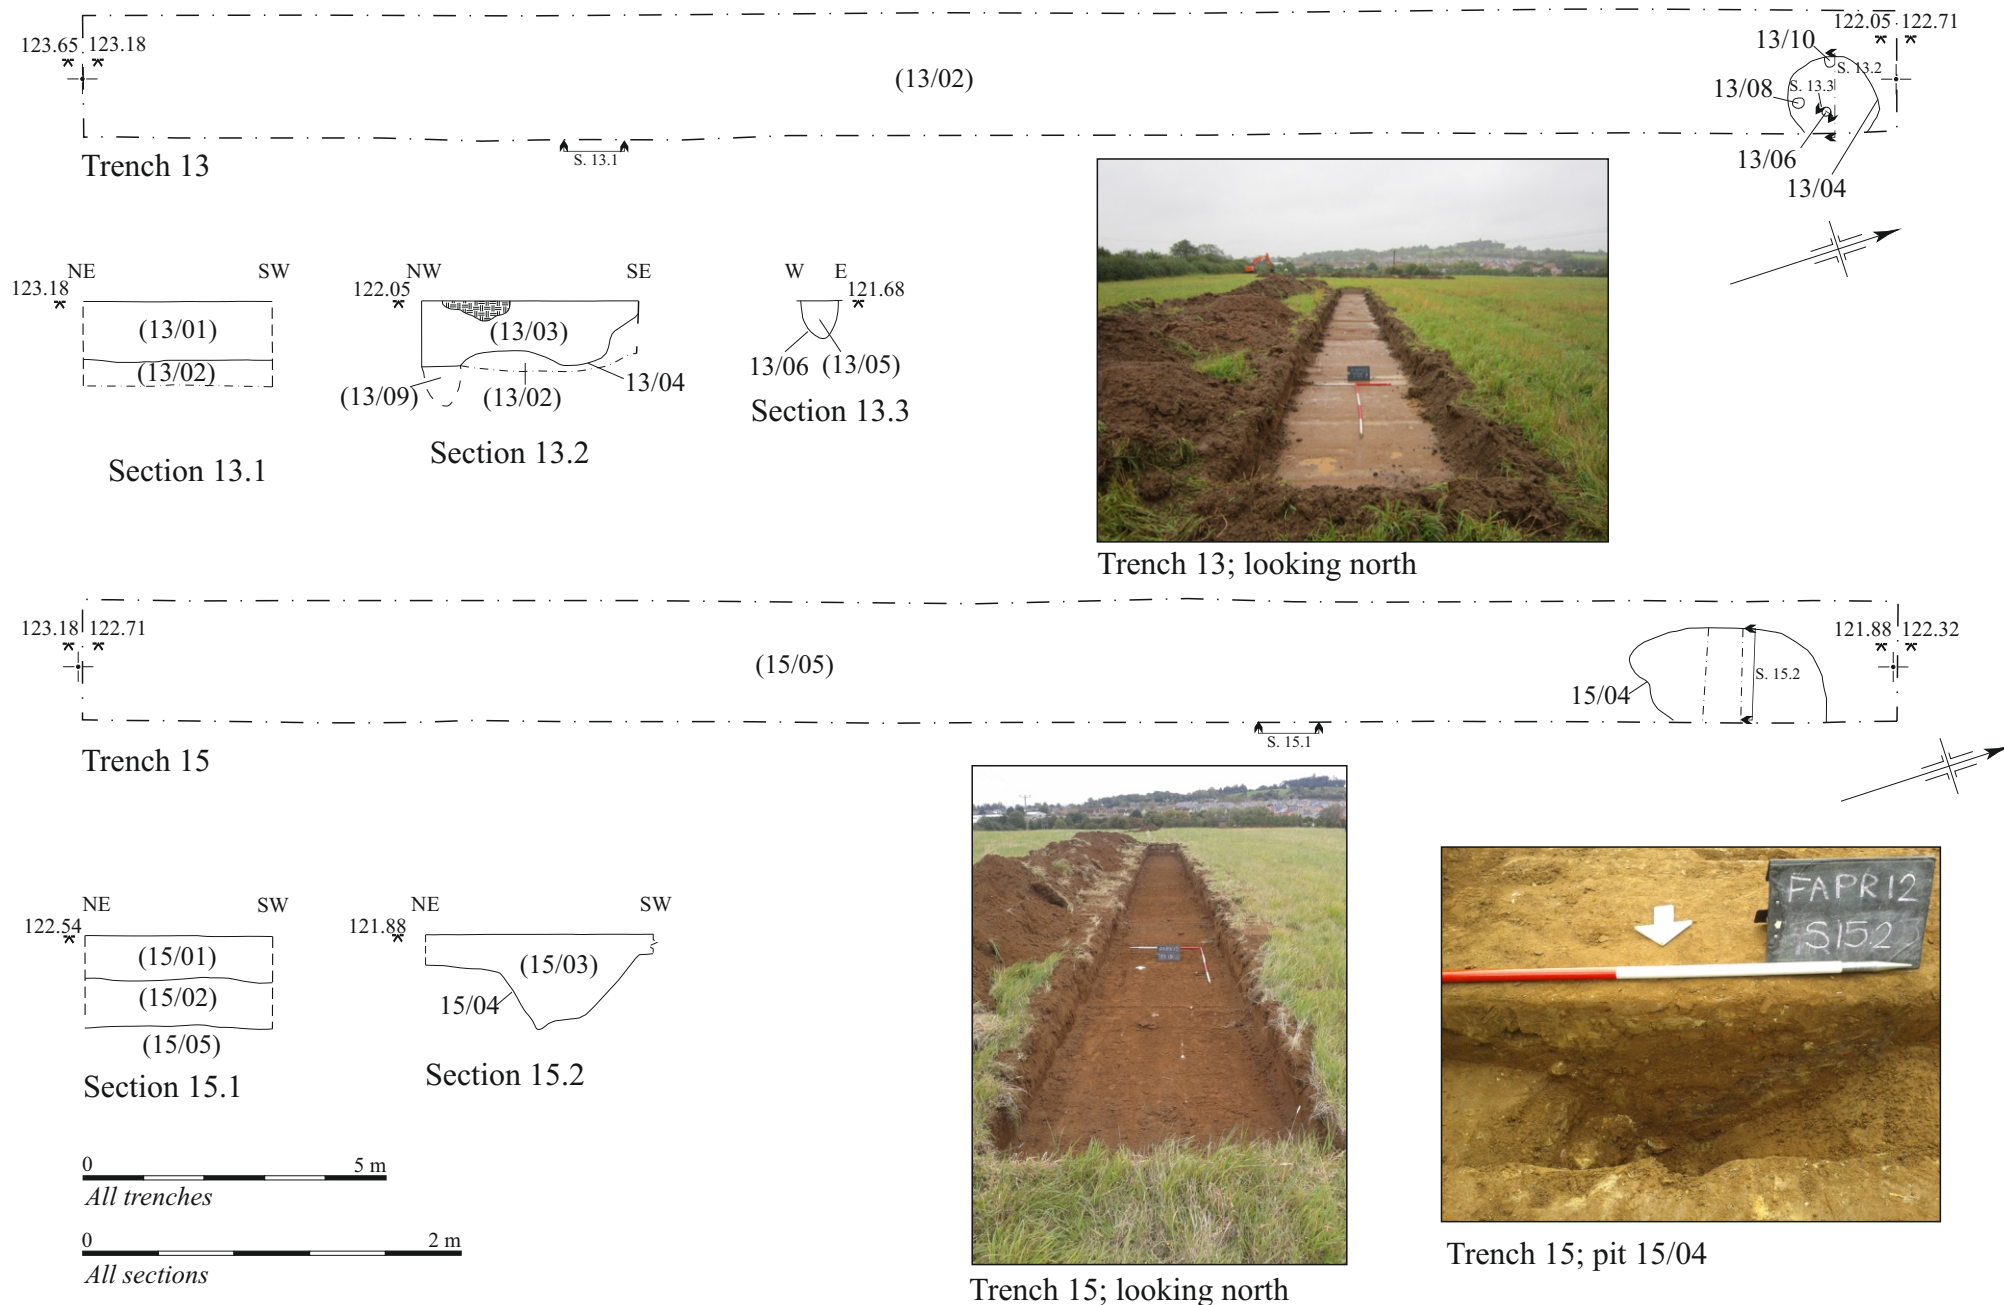 123.65 123.18
(13/02)
122.05 122.71
13/10
S. 13.2
13/08
S. 13.3
13/06
13/04
S. 13.1
Trench 13
NE SW
123.18
(13/01)
(13/02)
Section 13.1
NW SE
122.05
(13/03)
13/04
(13/09)
(13/02)
Section 13.2
W E
121.68
13/06 (13/05)
Section 13.3
Trench 13; looking north
123.18 122.71
(15/05)
121.88 122.32
15/04
S. 15.2
S. 15.1
Trench 15
NE SW
122.54
(15/01)
(15/02)
(15/05)
Section 15.1
NE SW
121.88
(15/03)
15/04
Section 15.2
0 5 m
All trenches
0 2 m
All sections
Trench 15; looking north
FAPR12
S15.2
Trench 15; pit 15/04